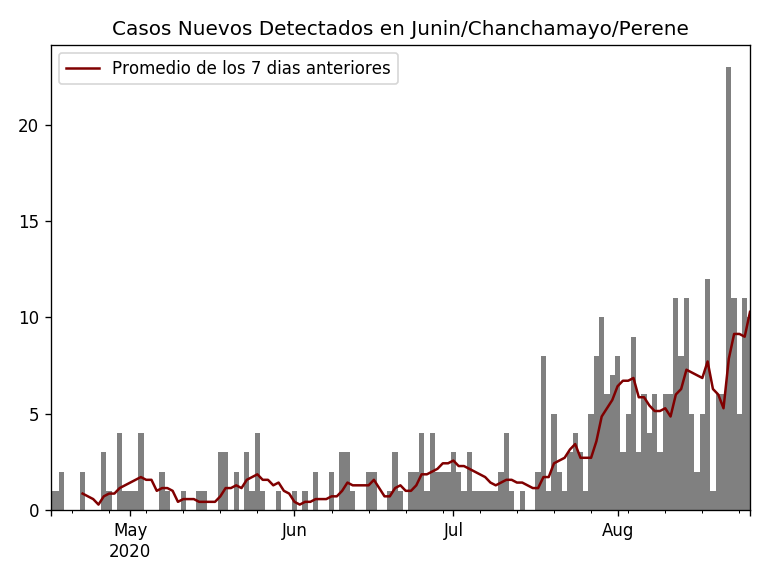 Casos Nuevos Detectados en Junin/Chanchamayo/Perene
Promedio de los 7 dias anteriores
20
15
10
5
0
May Jun Jul Aug
2020